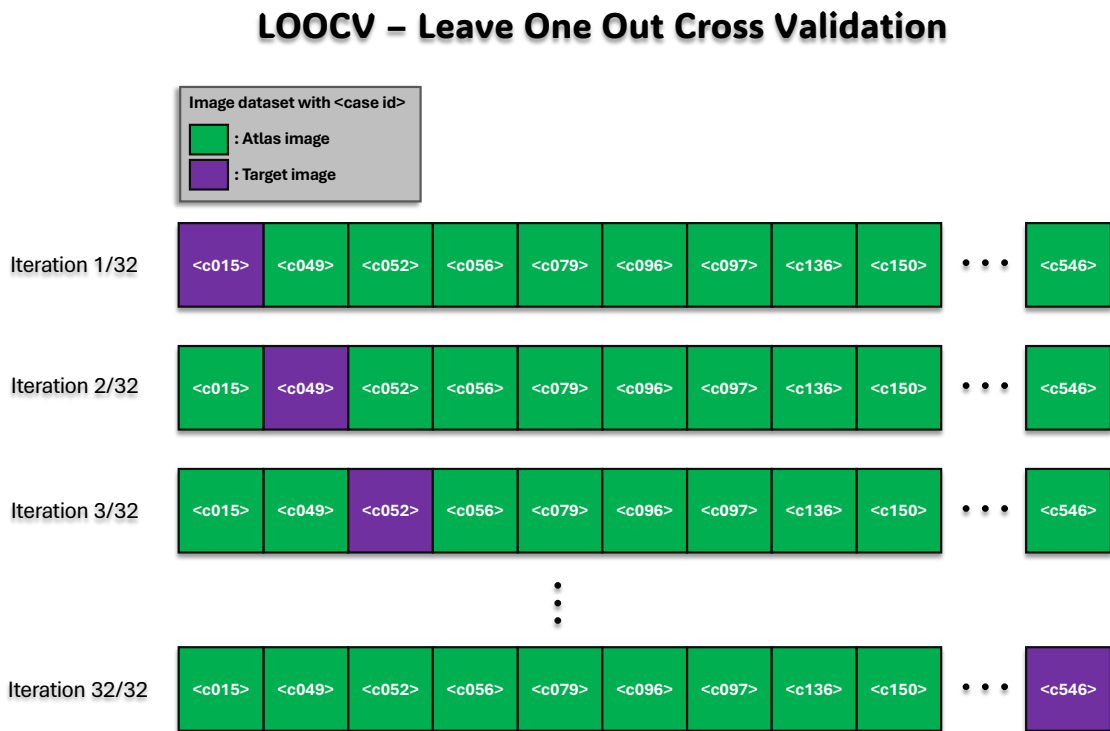 LOOCV – Leave One Out Cross Validation
Image dataset with <case id>
: Atlas image
: Target image
Iteration 1/32 <c015> <c049> <c052> <c056> <c079> <c096> <c097> <c136> <c150> • • • <c546>
Iteration 2/32 <c015> <c049> <c052> <c056> <c079> <c096> <c097> <c136> <c150> • • • <c546>
Iteration 3/32 <c015> <c049> <c052> <c056> <c079> <c096> <c097> <c136> <c150> • • • <c546>
Iteration 32/32 <c015> <c049> <c052> <c056> <c079> <c096> <c097> <c136> <c150> • • • <c546>